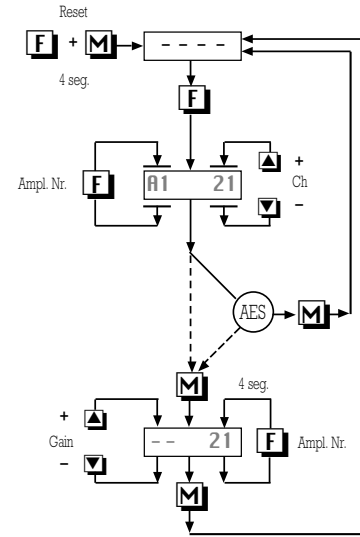 Reset
F + M
- - - -
4 seg.
F
Ampl. Nr.
F
A1 21
+
Ch
-
AES
M
M
4 seg.
+
Gain
-
- - 21
F
Ampl. Nr.
M